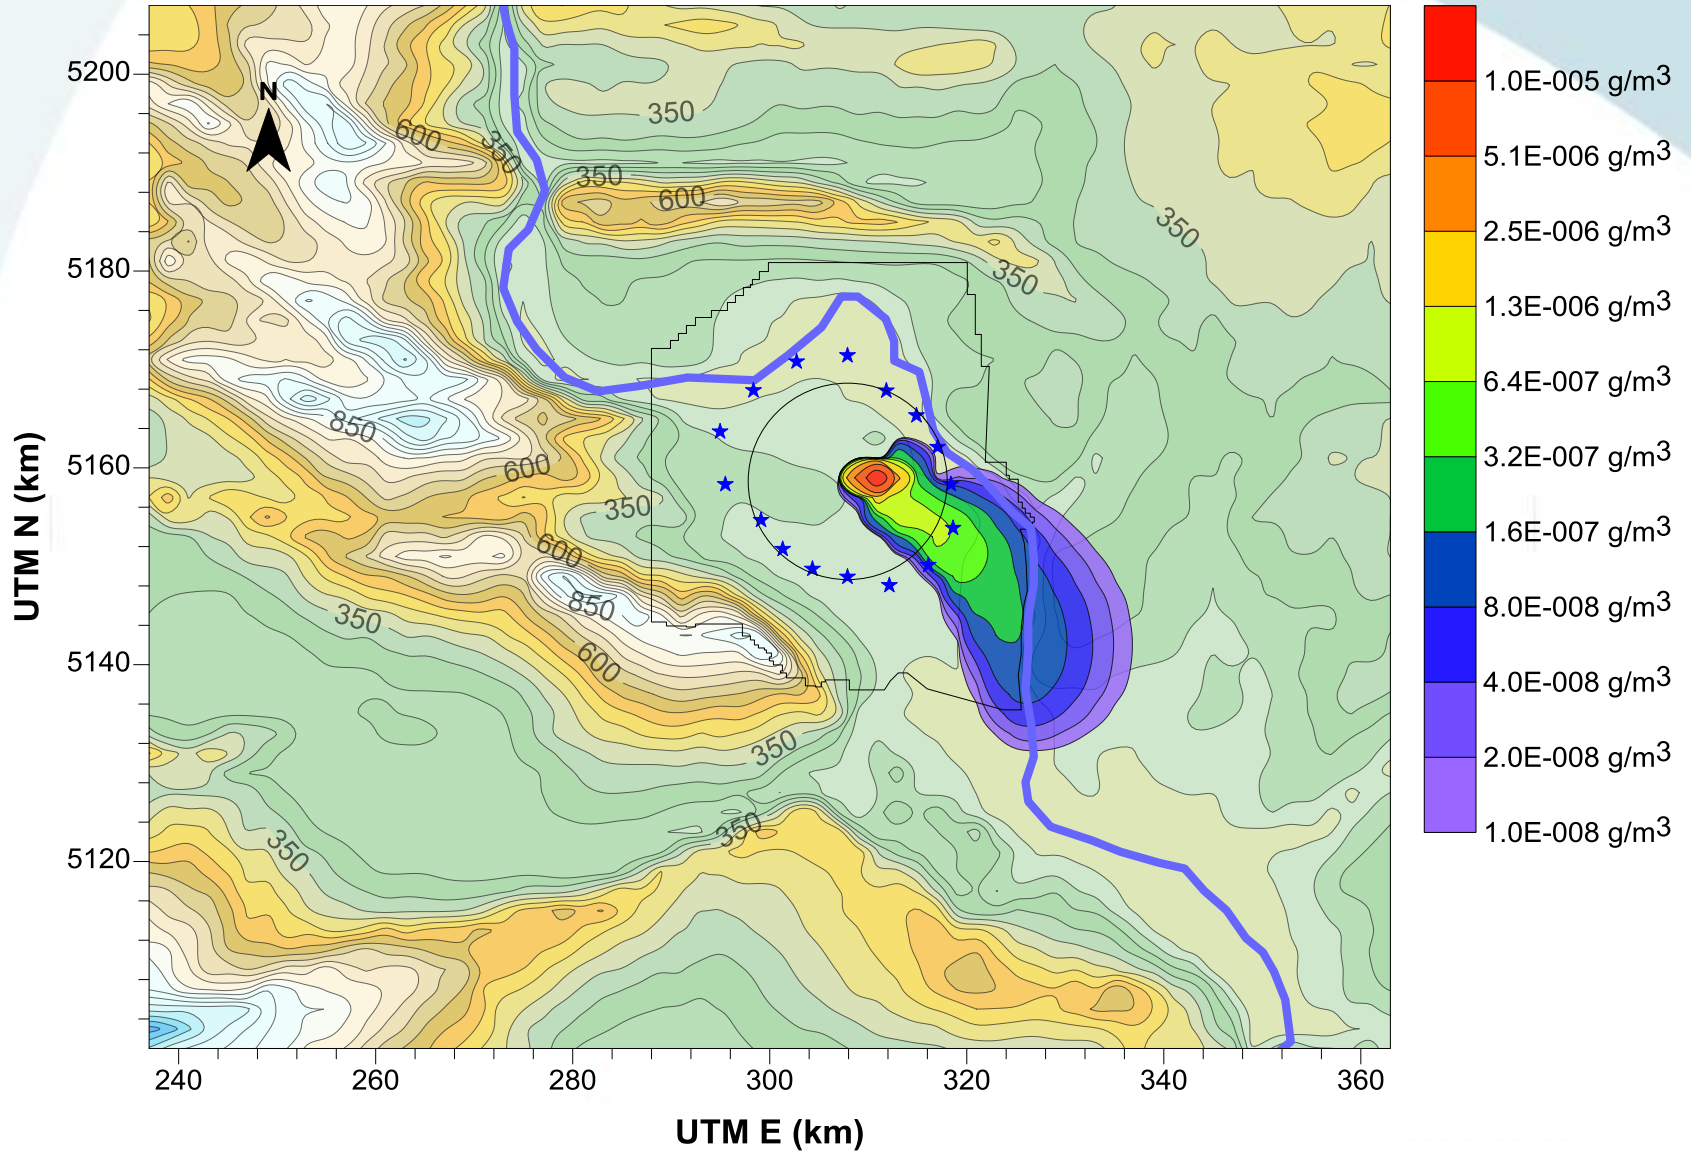 N
5200
5180
5160
5140
5120
UTM N (km)
240
260
280
300
320
340
360
UTM E (km)
350
600
350
350
600
350
350
850
600
350
600
850
350
600
350
350
350
1.0E-005 g/m3
5.1E-006 g/m3
2.5E-006 g/m3
1.3E-006 g/m3
6.4E-007 g/m3
3.2E-007 g/m3
1.6E-007 g/m3
8.0E-008 g/m3
4.0E-008 g/m3
2.0E-008 g/m3
1.0E-008 g/m3